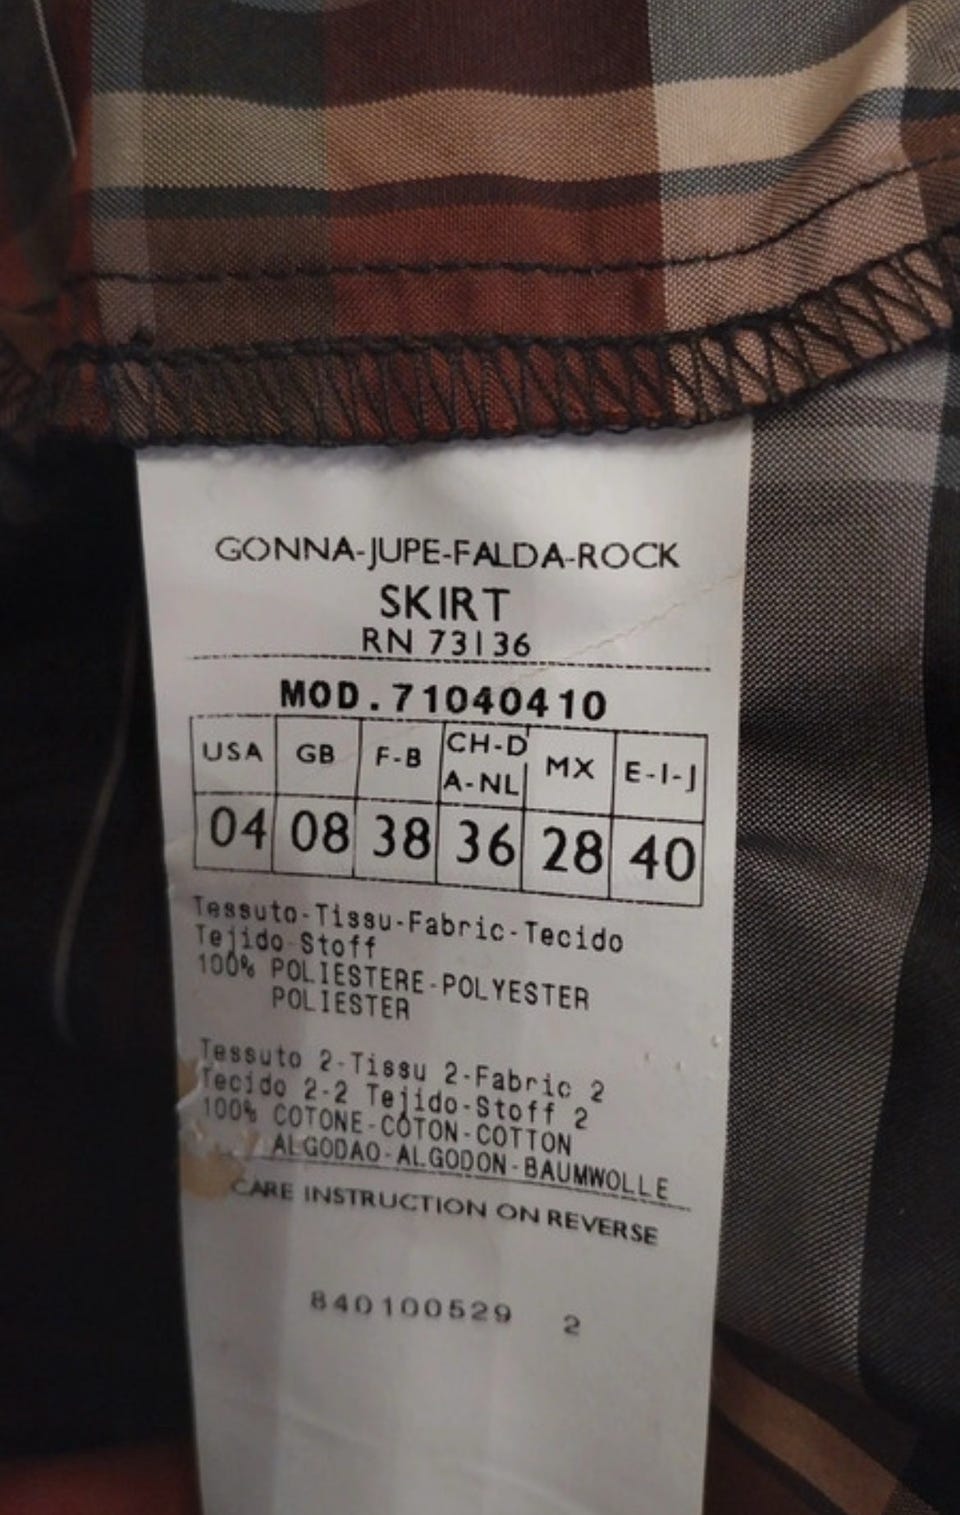 GONNA-JUPE-FALDA-ROCK
SKIRT
RN 73136
MOD.71040410
USA GB F-B CH-D A-NL MX E-I-J
04 08 38 36 28 40
Tessuto-Tissu-Fabric-Tecido
Tejido-Stoff
100% POLIESTERE-POLYESTER
POLIESTER
Tessuto 2-Tissu 2-Fabric 2
Tecido 2-2 Tejido-Stoff 2
100% COTONE-COTON-COTTON
ALGODAO-ALGODON-BAUMWOLLE
CARE INSTRUCTION ON REVERSE
840100529 2